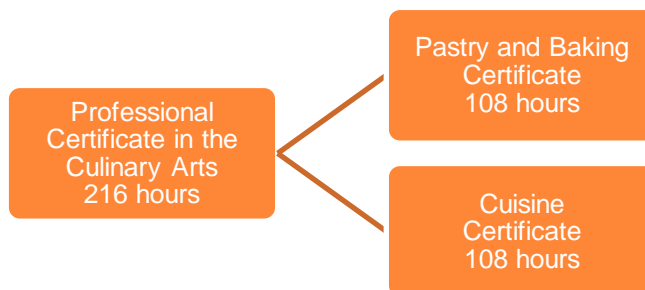 Professional
Certificate in the
Culinary Arts
216 hours
Pastry and Baking
Certificate
108 hours
Cuisine
Certificate
108 hours